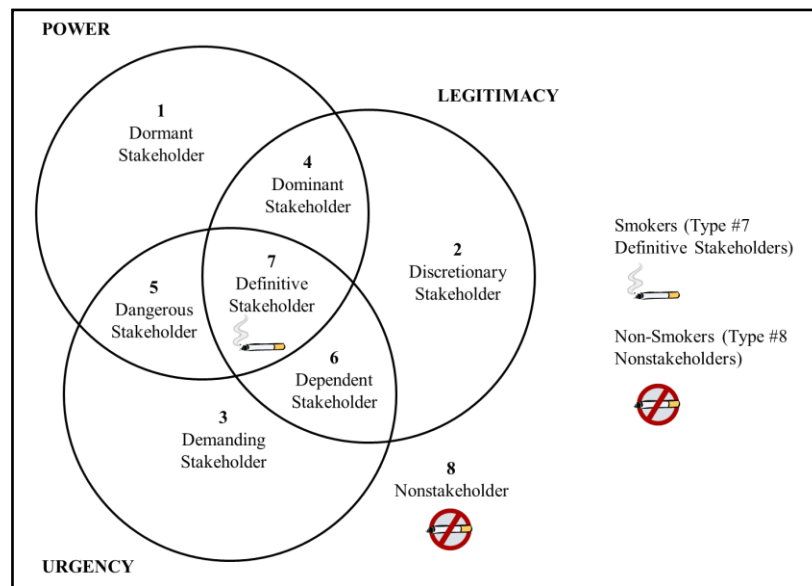 POWER
LEGITIMACY
1
Dormant
Stakeholder
4
Dominant
Stakeholder
2
Discretionary
Stakeholder
5
Dangerous
Stakeholder
7
Definitive
Stakeholder
6
Dependent
Stakeholder
3
Demanding
Stakeholder
8
Nonstakeholder
URGENCY
Smokers (Type #7
Definitive Stakeholders)
Non-Smokers (Type #8
Nonstakeholders)